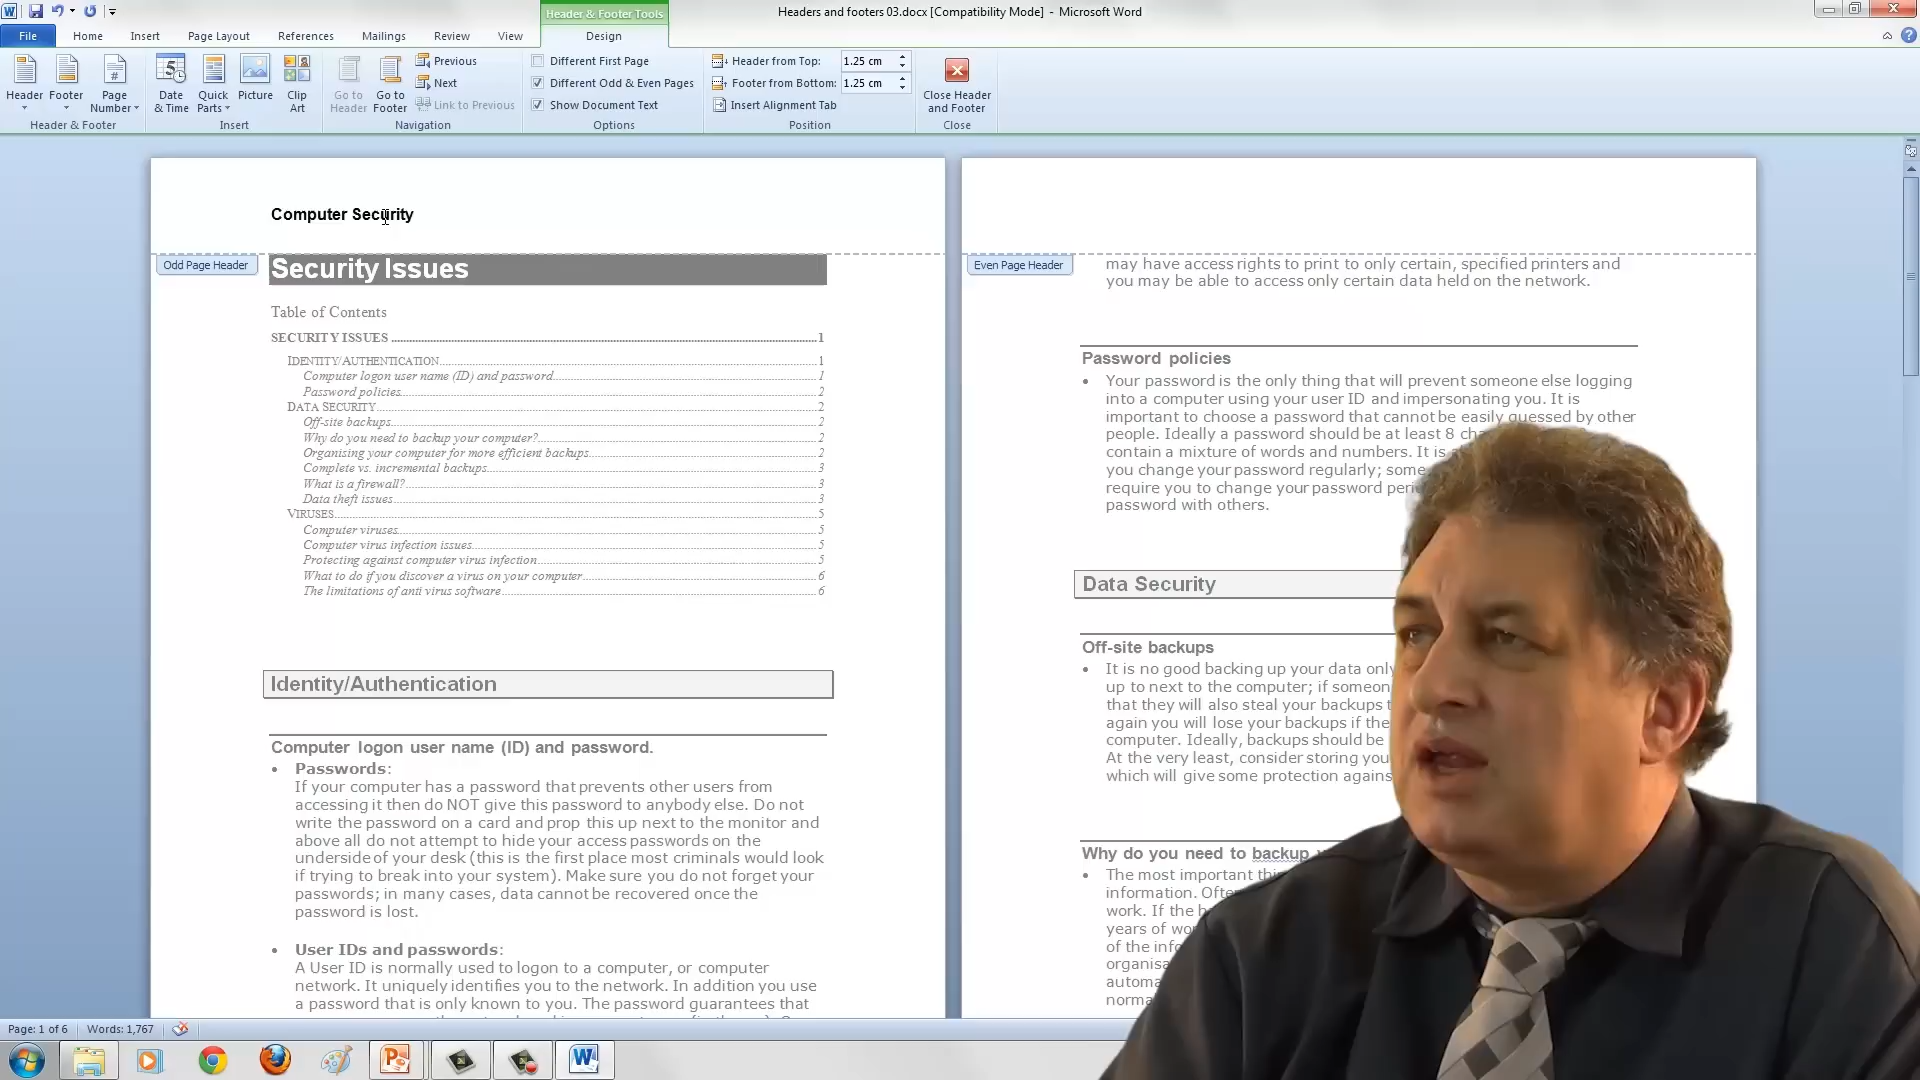 Header & Footer Tools
Headers and footers 03.docx [Compatibility Mode] - Microsoft Word
File Home Insert Page Layout References Mailings Review View Design
Header
Footer
Page Number
Header & Footer
Date & Time
Quick Parts
Picture
Clip Art
Insert
Go to Header
Go to Footer
Previous
Next
Link to Previous
Navigation
Different First Page
Different Odd & Even Pages
Show Document Text
Options
Header from Top: 1.25 cm
Footer from Bottom: 1.25 cm
Insert Alignment Tab
Position
Close Header and Footer
Close
Computer Security
Odd Page Header
Security Issues
Table of Contents
SECURITY ISSUES 1
IDENTITY/AUTHENTICATION 1
Computer logon user name (ID) and password 1
Password policies 2
DATA SECURITY 2
Off-site backups 2
Why do you need to backup your computer? 2
Organising your computer for more efficient backups 2
Complete vs. incremental backups 3
What is a firewall? 3
Data theft issues 3
VIRUSES 5
Computer viruses 5
Computer virus infection issues 5
Protecting against computer virus infection 5
What to do if you discover a virus on your computer 6
The limitations of anti virus software 6
Identity/Authentication
Computer logon user name (ID) and password.
• Passwords:
If your computer has a password that prevents other users from
accessing it then do NOT give this password to anybody else. Do not
write the password on a card and prop this up next to the monitor and
above all do not attempt to hide your access passwords on the
underside of your desk (this is the first place most criminals would look
if trying to break into your system). Make sure you do not forget your
passwords; in many cases, data cannot be recovered once the
password is lost.
• User IDs and passwords:
A User ID is normally used to logon to a computer, or computer
network. It uniquely identifies you to the network. In addition you use
a password that is only known to you. The password guarantees that
Even Page Header
may have access rights to print to only certain, specified printers and
you may be able to access only certain data held on the network.
Password policies
• Your password is the only thing that will prevent someone else logging
into a computer using your user ID and impersonating you. It is
important to choose a password that cannot be easily guessed by other
people. Ideally a password should be at least 8
contain a mixture of words and numbers. It is
you change your password regularly; some
require you to change your password
password with others.
Data Security
Off-site backups
• It is no good backing up your data only
up to next to the computer; if
that they will also steal your backups
again you will lose your backups if the
computer. Ideally, backups should be
At the very least, consider storing
which will give some protection
Why do you need to backup
• The most important
information.
work. If the
years of
of the
Page: 1 of 6 Words: 1,767